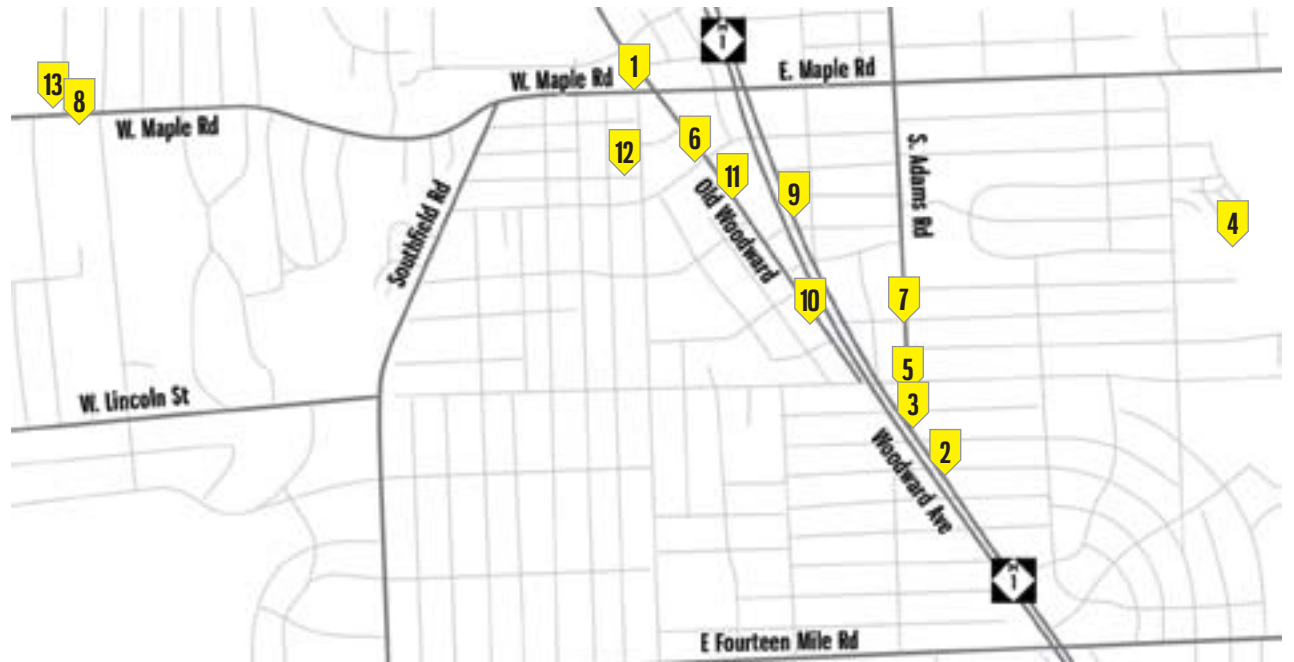 M
1
1
W. Maple Rd
E. Maple Rd
13
8
W. Maple Rd
6
12
11
9
S. Adams Rd
Old Woodward
Southfield Rd
4
7
10
5
3
W. Lincoln St
2
Woodward Ave
M
1
E Fourteen Mile Rd